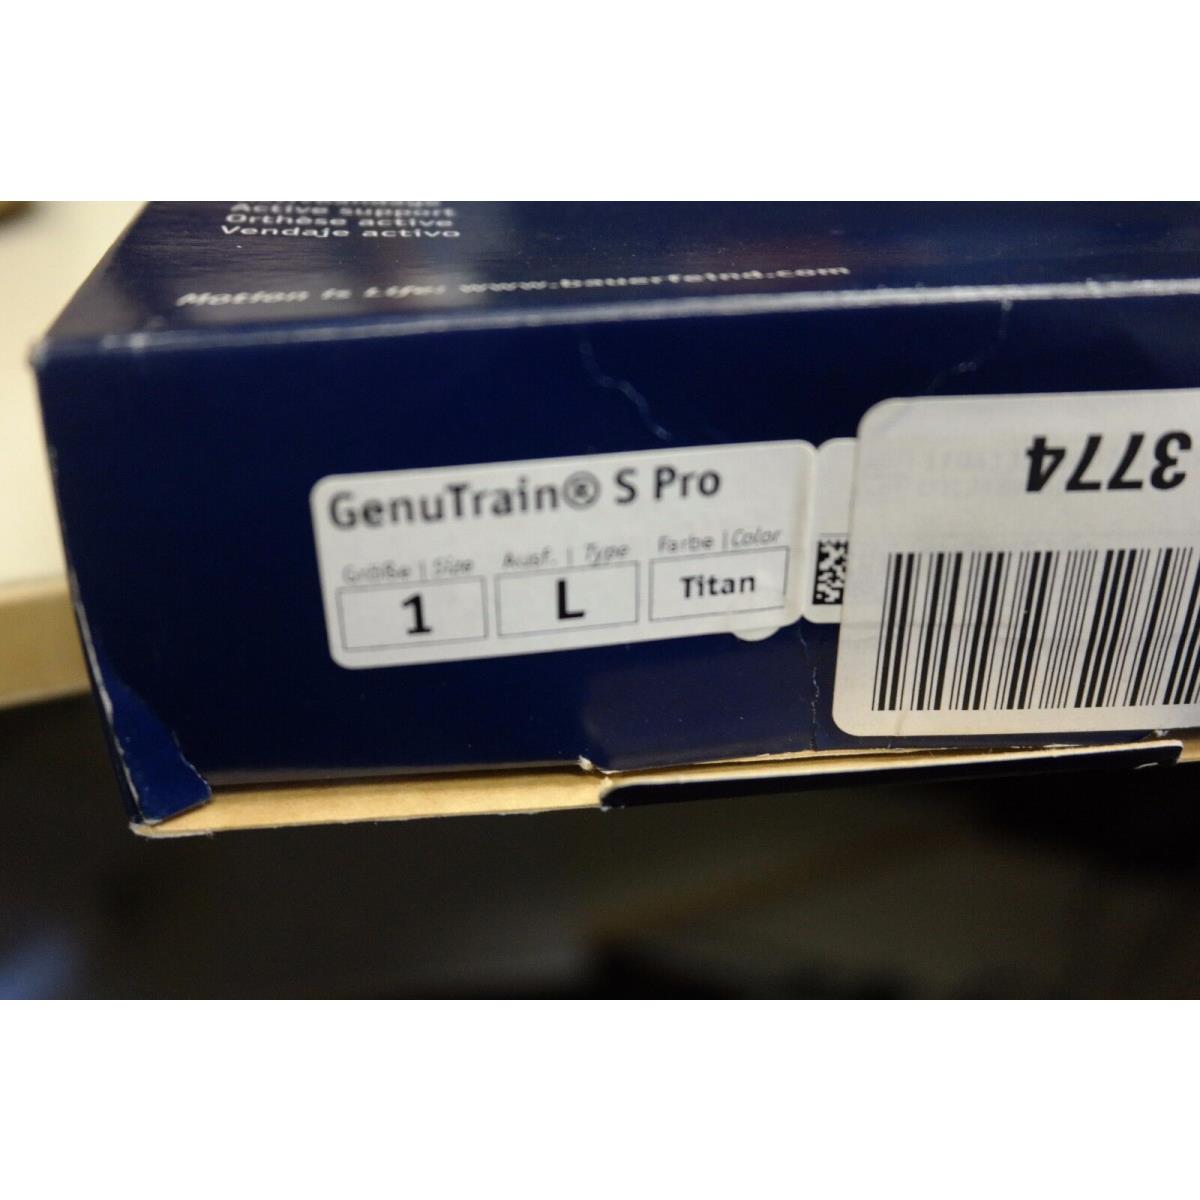 Active support
Orthèse active
Vendaje activo
Motion is Life: www.bauerfeind.com
GenuTrain® S Pro
Größe | Size
Ausf. | Type
Farbe | Color
1
L
Titan
3774